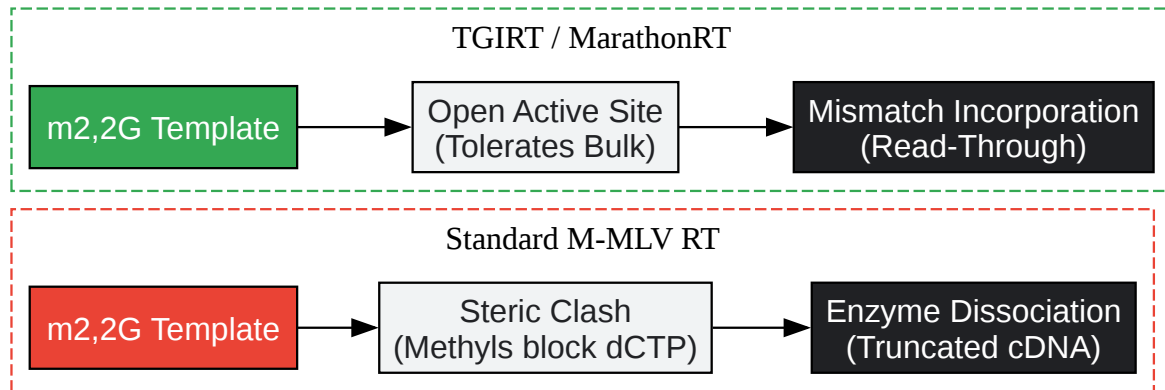 TGIRT / MarathonRT
m2,2G Template
Open Active Site
(Tolerates Bulk)
Mismatch Incorporation
(Read-Through)
Standard M-MLV RT
m2,2G Template
Steric Clash
(Methyls block dCTP)
Enzyme Dissociation
(Truncated cDNA)